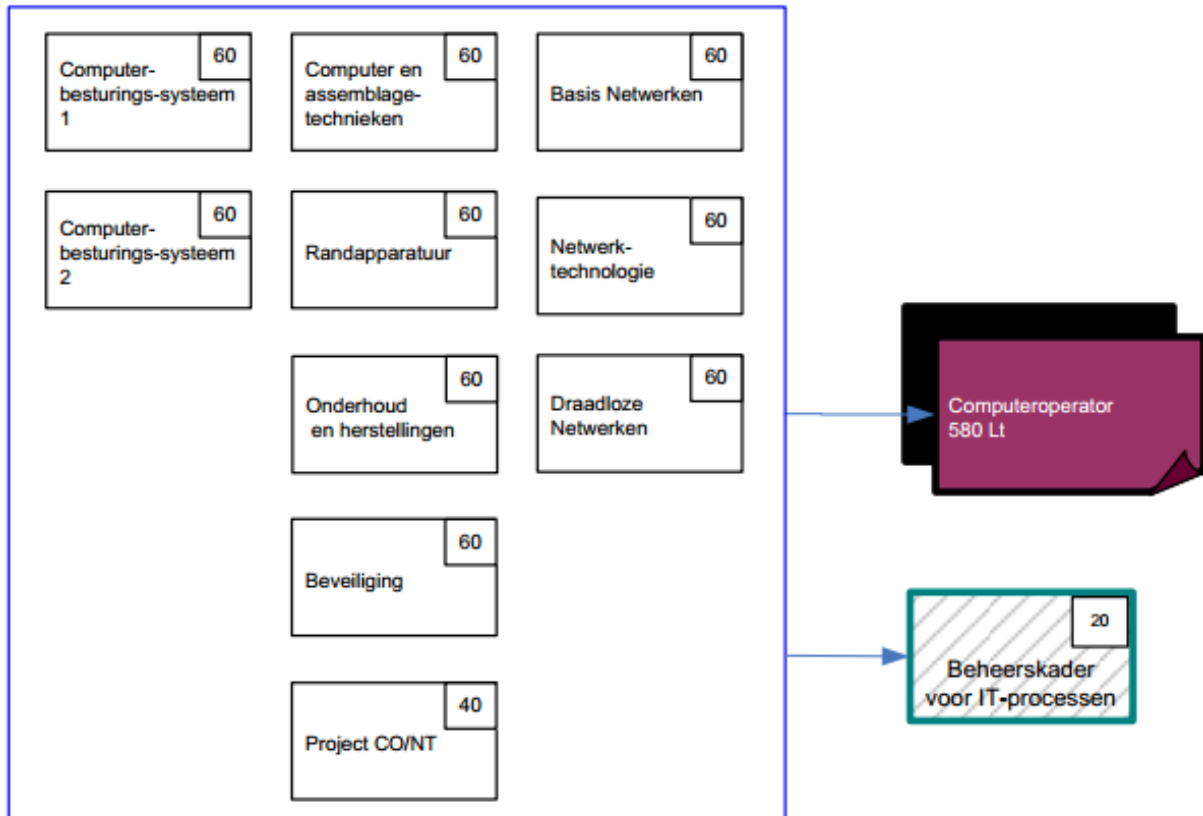 60
Computer-
besturings-systeem
1
60
Computer en
assemblage-
technieken
60
Basis Netwerken
60
Computer-
besturings-systeem
2
60
Randapparatuur
60
Netwerk-
technologie
60
Onderhoud
en herstellingen
60
Draadloze
Netwerken
Computeroperator
580 Lt
60
Beveiliging
20
Beheerskader
voor IT-processen
40
Project CO/NT